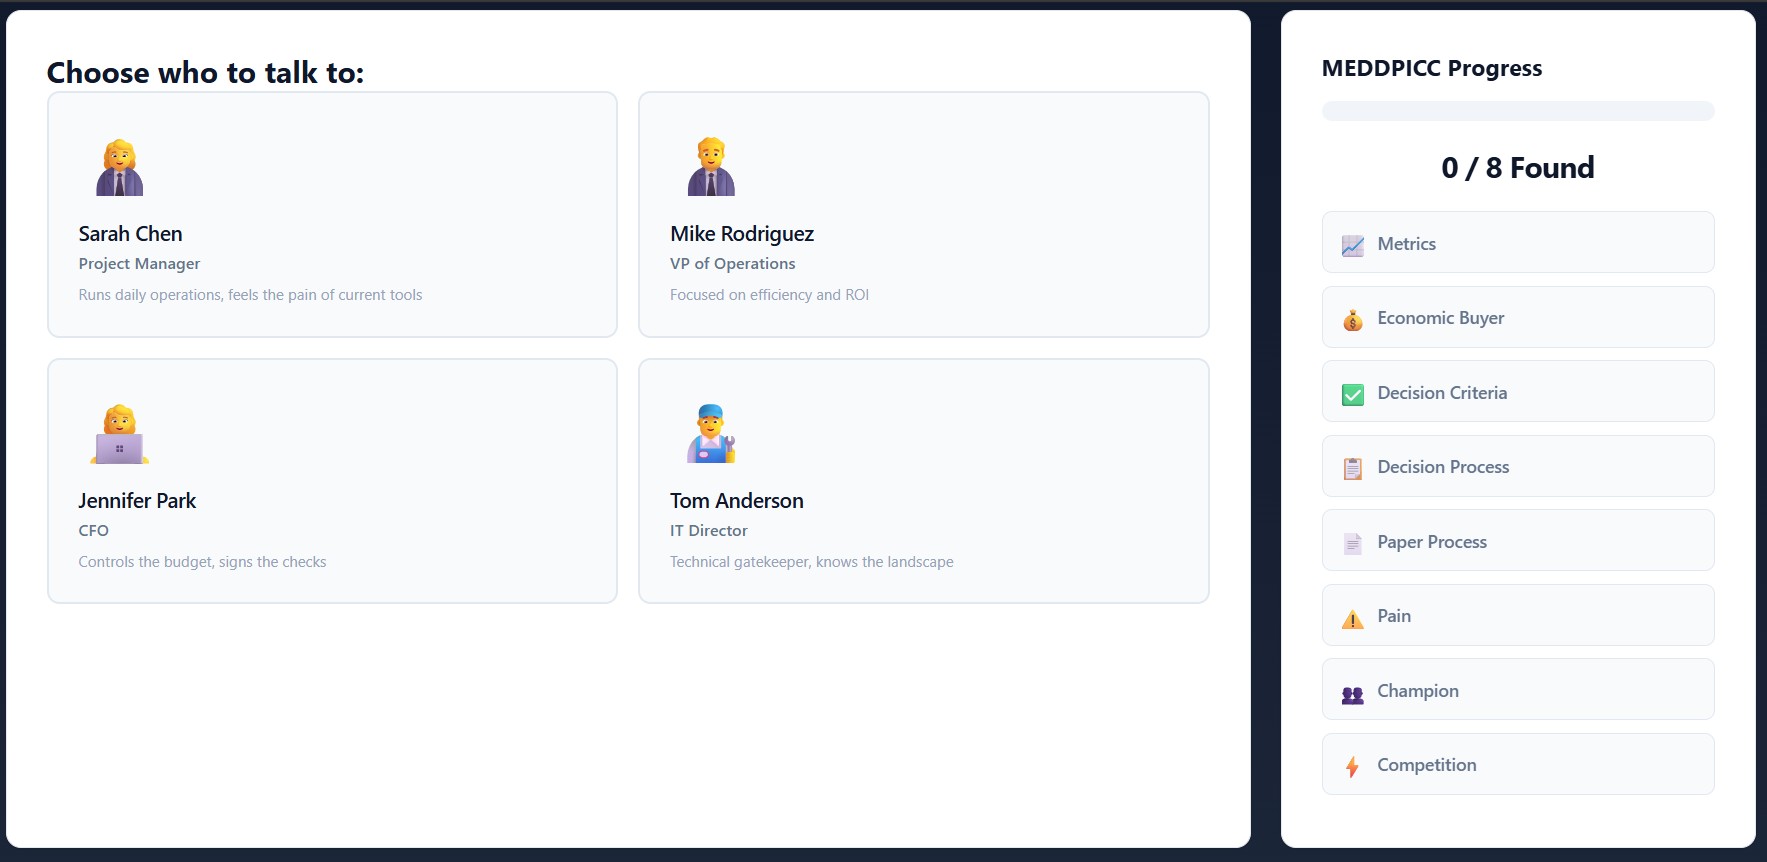 Choose who to talk to:
Sarah Chen
Project Manager
Runs daily operations, feels the pain of current tools
Mike Rodriguez
VP of Operations
Focused on efficiency and ROI
Jennifer Park
CFO
Controls the budget, signs the checks
Tom Anderson
IT Director
Technical gatekeeper, knows the landscape
MEDDPICC Progress
0 / 8 Found
Metrics
Economic Buyer
Decision Criteria
Decision Process
Paper Process
Pain
Champion
Competition